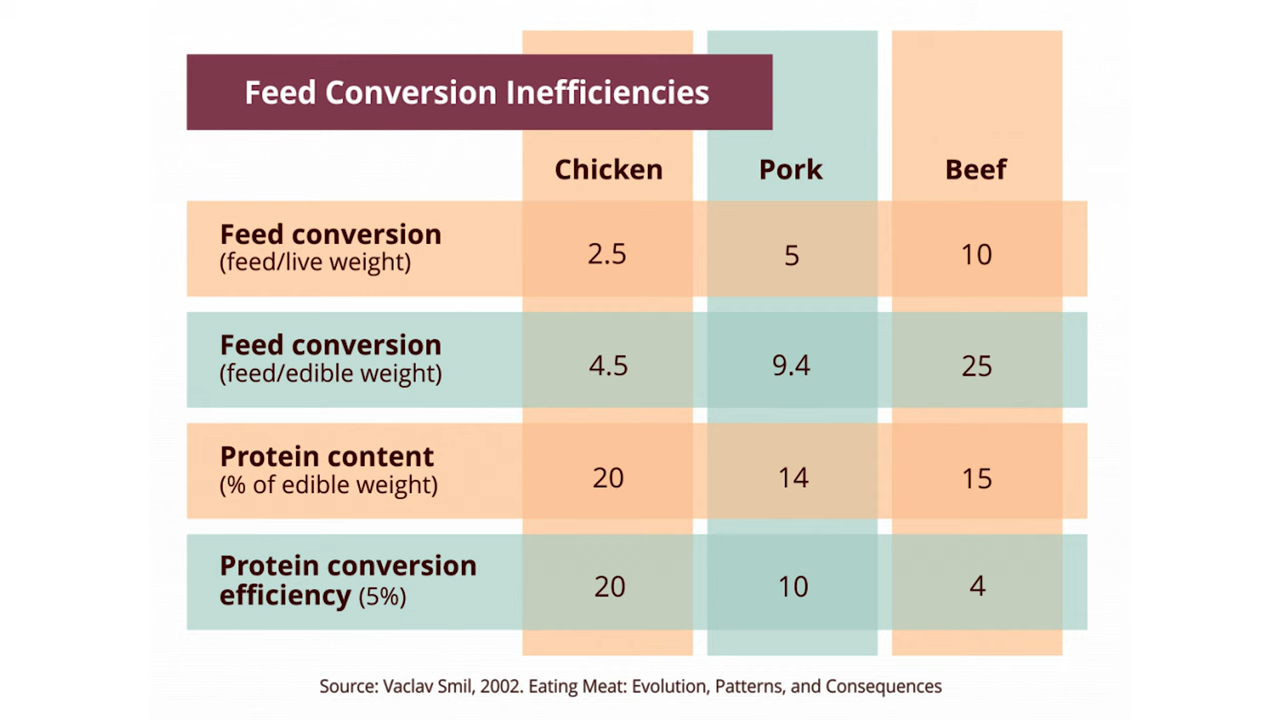 Feed Conversion Inefficiencies
Chicken Pork Beef
Feed conversion
(feed/live weight)
2.5 5 10
Feed conversion
(feed/edible weight)
4.5 9.4 25
Protein content
(% of edible weight)
20 14 15
Protein conversion
efficiency (5%)
20 10 4
Source: Vaclav Smil, 2002. Eating Meat: Evolution, Patterns, and Consequences